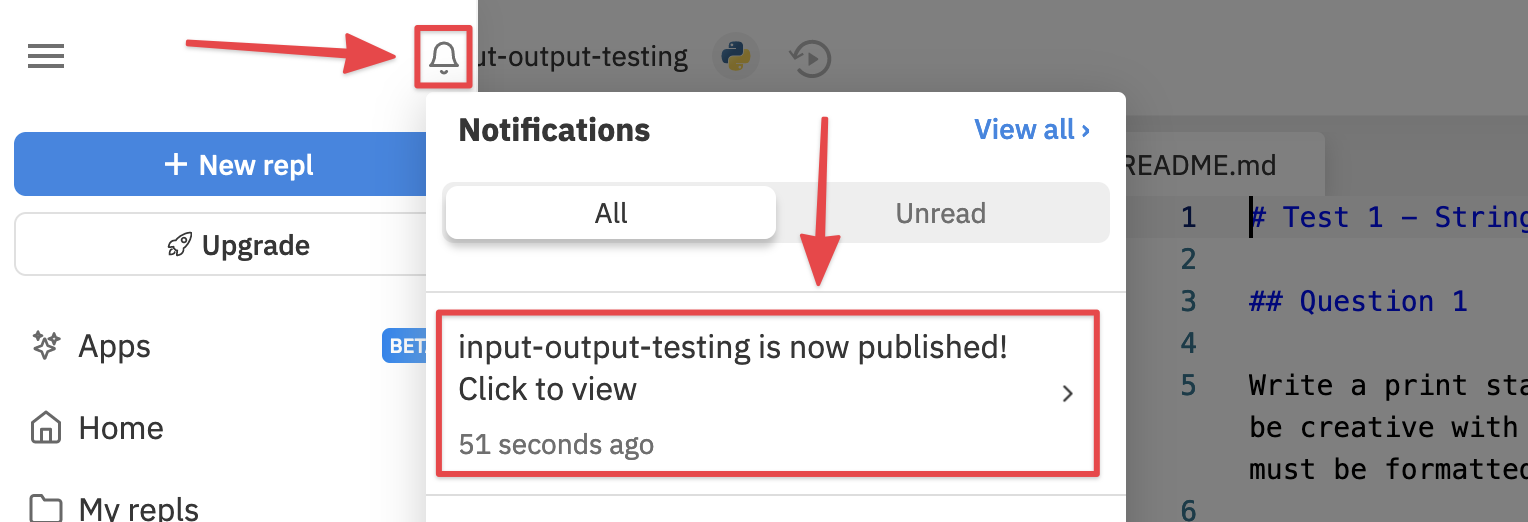 ut-output-testing
Notifications
View all ›
+ New repl
README.md
All
Unread
1
# Test 1 – String
Upgrade
2
3
## Question 1
Apps
BET
input-output-testing is now published!
Click to view
4
5
Write a print sta
Home
be creative with
51 seconds ago
must be formatted
My repls
6